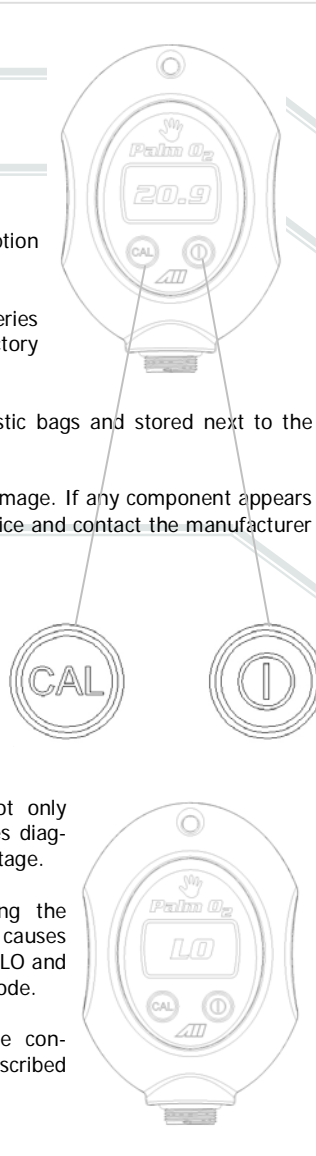 Palm O2
20.9
CAL
AII
ption
eries
ctory
stic bags and stored next to the
mage. If any component appears
ice and contact the manufacturer
CAL
ot only
es diag-
tage.
ng the
causes
LO and
ode.
e con-
scribed
Palm O2
LO
CAL
AII